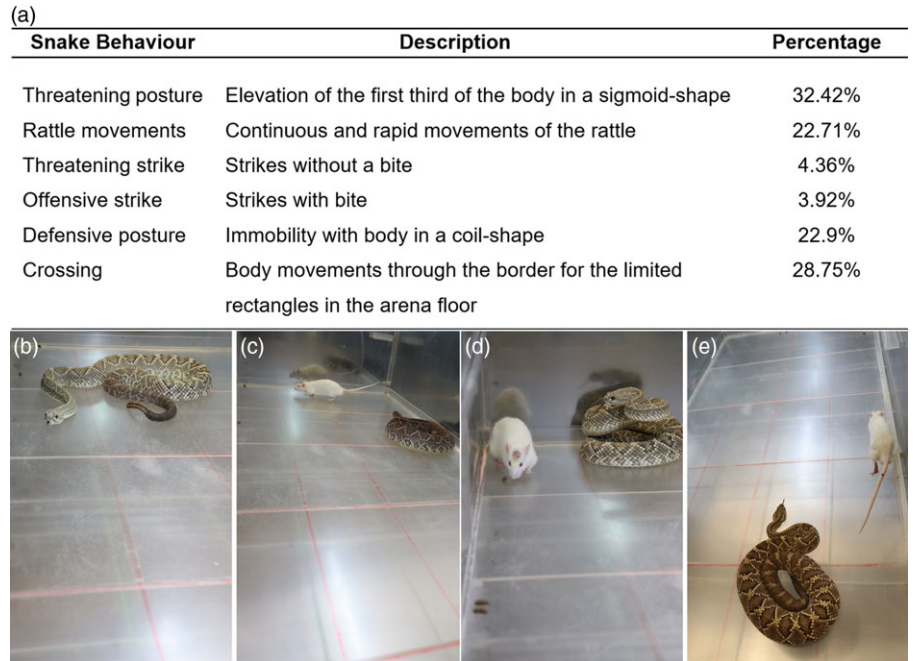 (a)
Snake Behaviour Description Percentage
Threatening posture Elevation of the first third of the body in a sigmoid-shape 32.42%
Rattle movements Continuous and rapid movements of the rattle 22.71%
Threatening strike Strikes without a bite 4.36%
Offensive strike Strikes with bite 3.92%
Defensive posture Immobility with body in a coil-shape 22.9%
Crossing Body movements through the border for the limited 28.75%
rectangles in the arena floor
(b) (c) (d) (e)